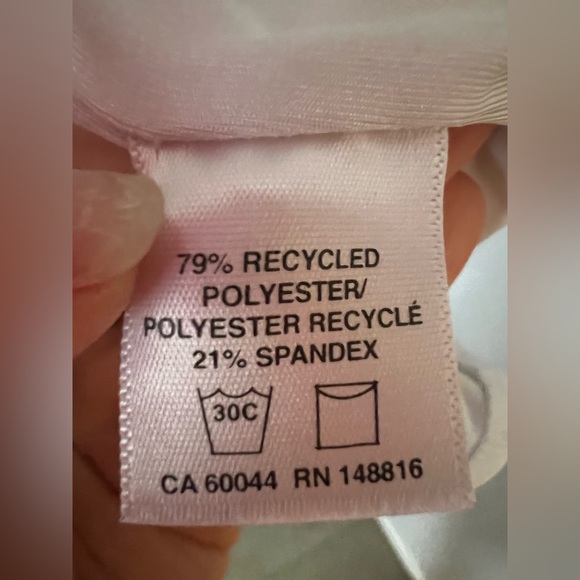 79% RECYCLED
POLYESTER/
POLYESTER RECYCLÉ
21% SPANDEX
30C
CA 60044 RN 148816